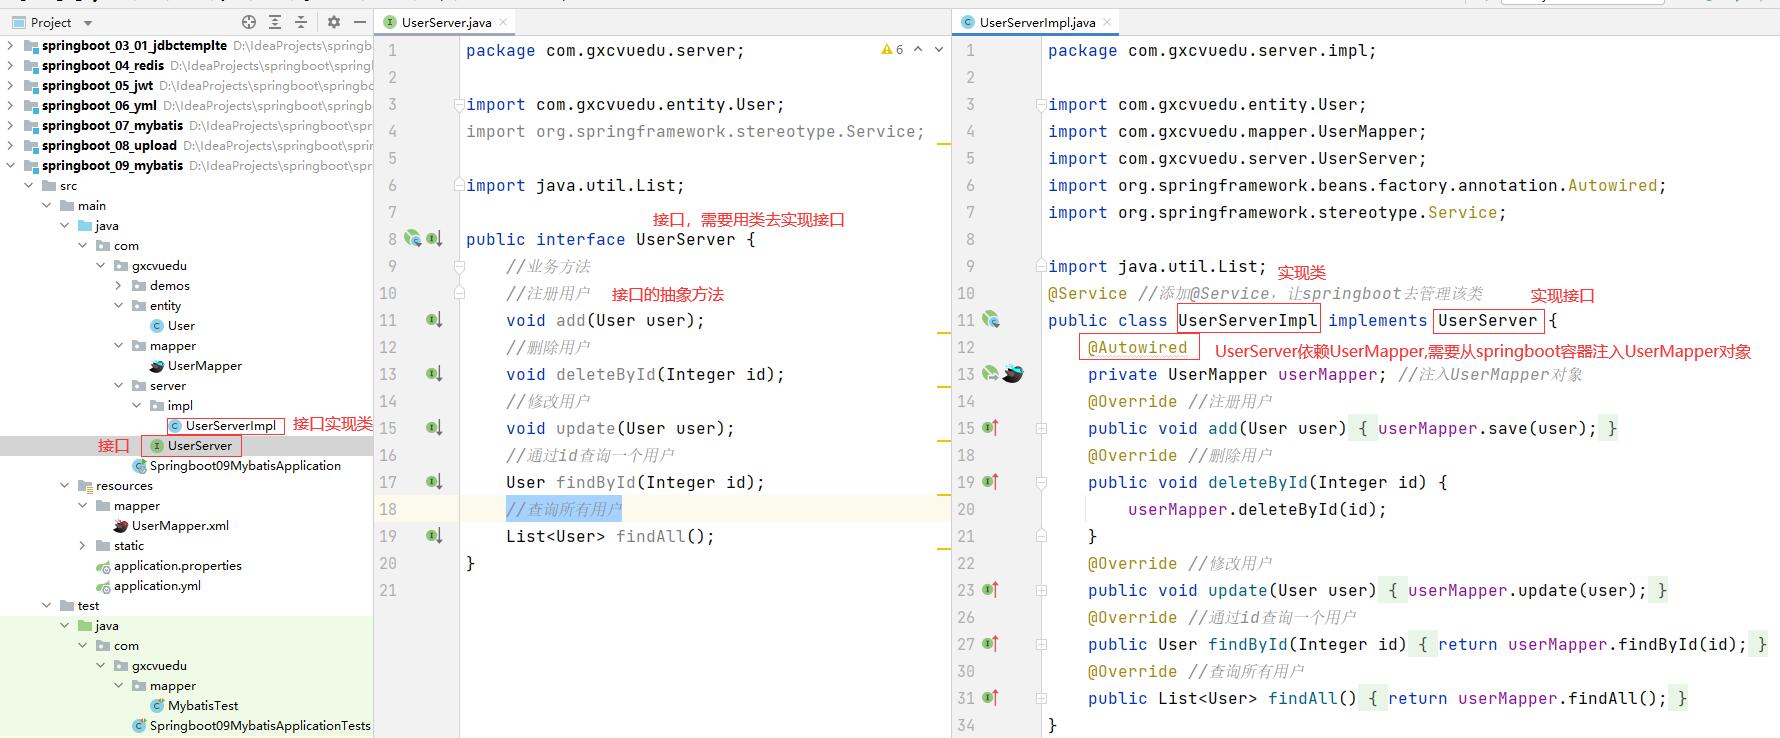 Project
springboot_03_01_jdbctemplte D:\IdeaProjects\springb
springboot_04_redis D:\IdeaProjects\springboot\spring
springboot_05_jwt D:\IdeaProjects\springboot\springbc
springboot_06_yml D:\IdeaProjects\springboot\springb
springboot_07_mybatis D:\IdeaProjects\springboot\spr
springboot_08_upload D:\IdeaProjects\springboot\sprin
springboot_09_mybatis D:\IdeaProjects\springboot\spr
src
main
java
com
gxcvuedu
demos
entity
User
mapper
UserMapper
server
impl
UserServerImpl 接口实现类
接口 UserServer
Springboot09MybatisApplication
resources
mapper
UserMapper.xml
static
application.properties
application.yml
test
java
com
gxcvuedu
mapper
MybatisTest
Springboot09MybatisApplicationTests
UserServer.java
6
1 package com.gxcvuedu.server;
2
3 import com.gxcvuedu.entity.User;
4 import org.springframework.stereotype.Service;
5
6 import java.util.List;
7 接口，需要用类去实现接口
8 public interface UserServer {
9 //业务方法
10 //注册用户 接口的抽象方法
11 void add(User user);
12 //删除用户
13 void deleteById(Integer id);
14 //修改用户
15 void update(User user);
16 //通过id查询一个用户
17 User findById(Integer id);
18 //查询所有用户
19 List<User> findAll();
20 }
21
UserServerImpl.java
1 package com.gxcvuedu.server.impl;
2
3 import com.gxcvuedu.entity.User;
4 import com.gxcvuedu.mapper.UserMapper;
5 import com.gxcvuedu.server.UserServer;
6 import org.springframework.beans.factory.annotation.Autowired;
7 import org.springframework.stereotype.Service;
8
9 import java.util.List; 实现类
10 @Service //添加@Service，让springboot去管理该类 实现接口
11 public class UserServerImpl implements UserServer {
12 @Autowired UserServer依赖UserMapper,需要从springboot容器注入UserMapper对象
13 private UserMapper userMapper; //注入UserMapper对象
14 @Override //注册用户
15 public void add(User user) { userMapper.save(user); }
18 @Override //删除用户
19 public void deleteById(Integer id) {
20 userMapper.deleteById(id);
21 }
22 @Override //修改用户
23 public void update(User user) { userMapper.update(user); }
26 @Override //通过id查询一个用户
27 public User findById(Integer id) { return userMapper.findById(id); }
30 @Override //查询所有用户
31 public List<User> findAll() { return userMapper.findAll(); }
34 }